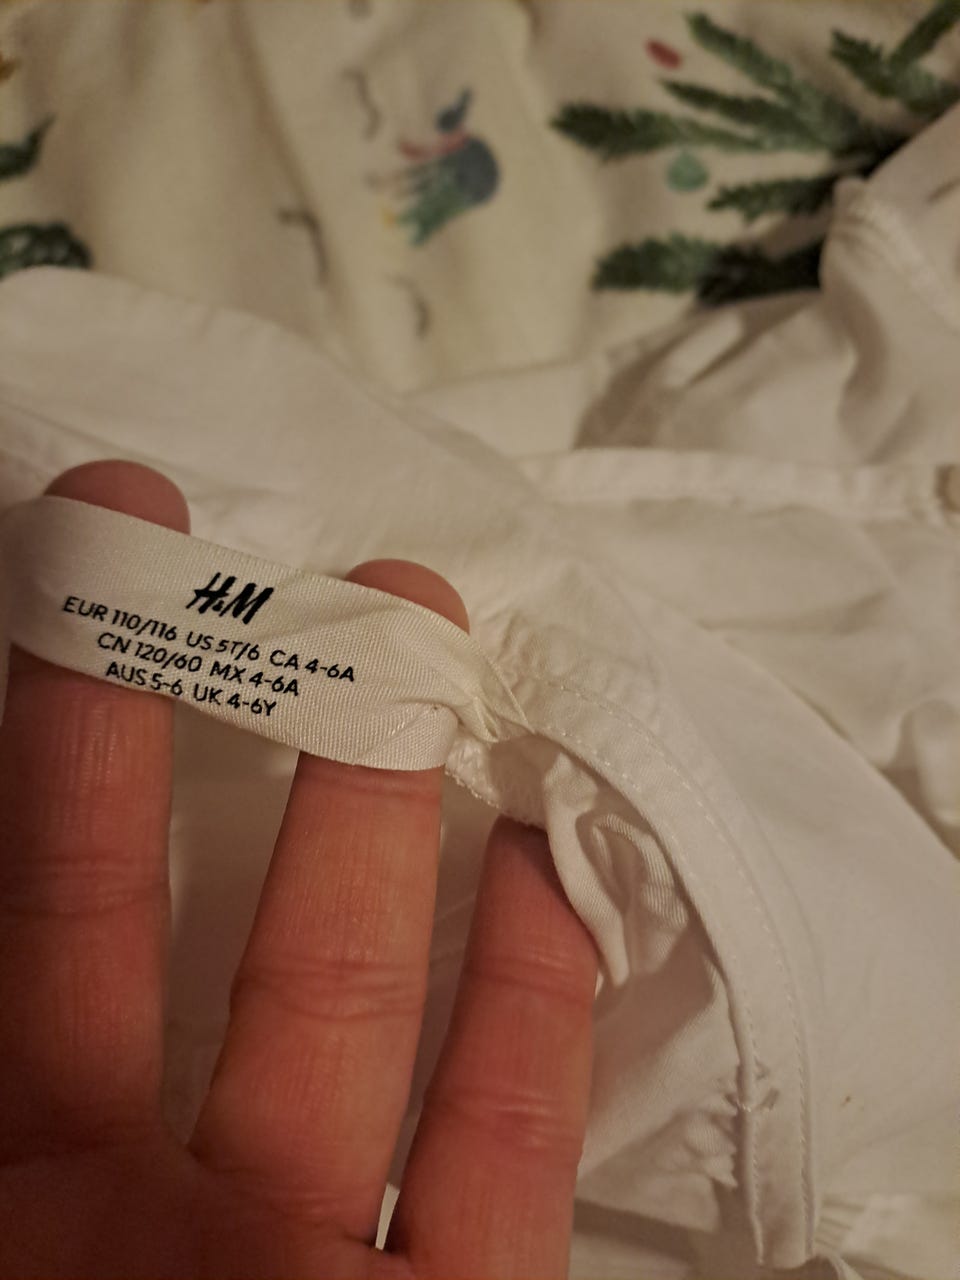 H&M
EUR 110/116 US 5T/6 CA 4-6A
CN 120/60 MX 4-6A
AUS 5-6 UK 4-6Y